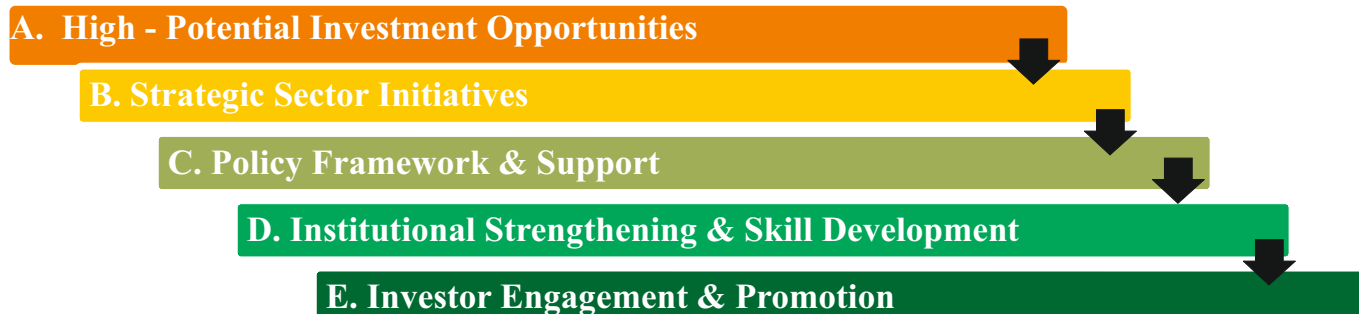 A. High - Potential Investment Opportunities
B. Strategic Sector Initiatives
C. Policy Framework & Support
D. Institutional Strengthening & Skill Development
E. Investor Engagement & Promotion